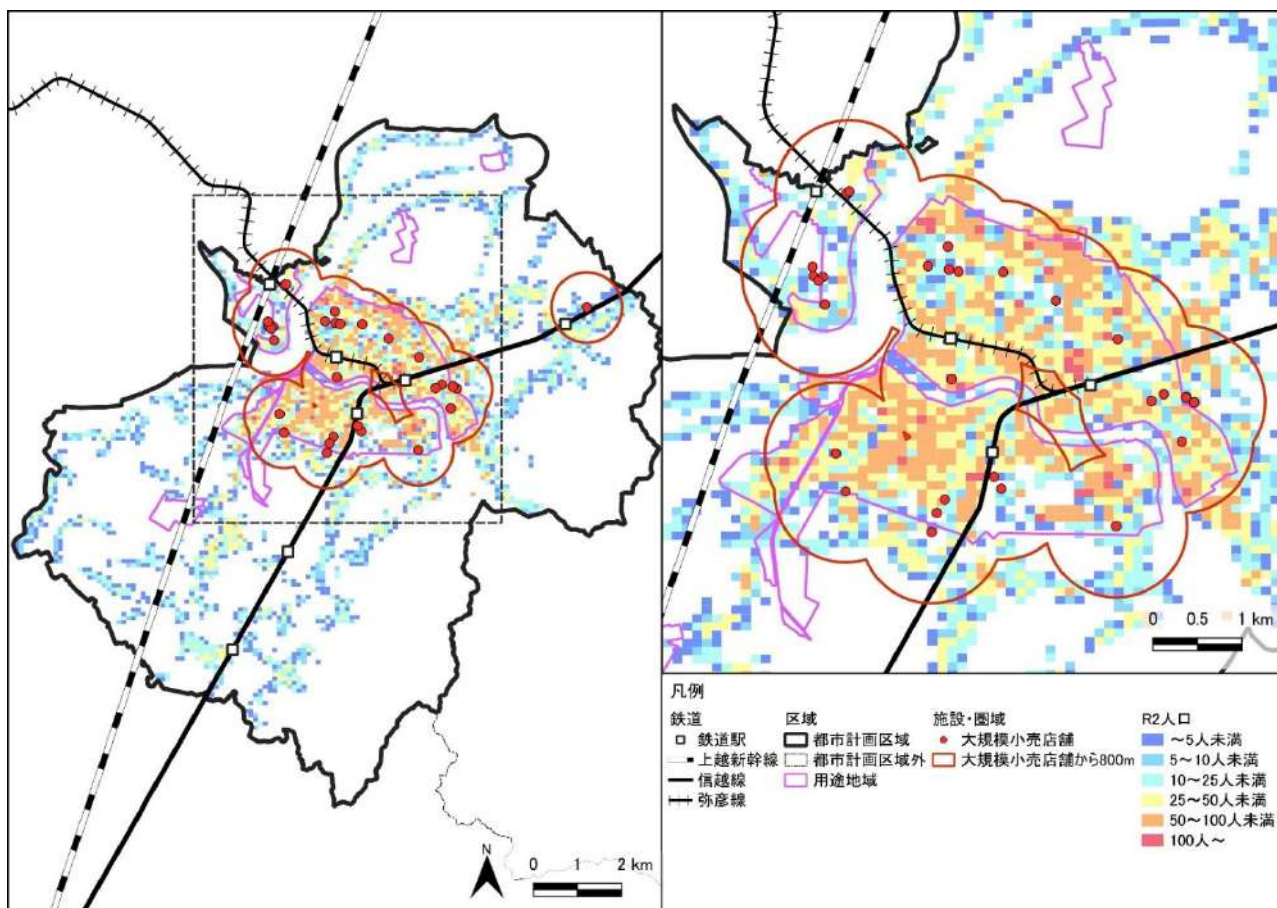 N
0 1 2 km
0 0.5 1 km
凡例
鉄道
鉄道駅
上越新幹線
信越線
弥彦線
区域
都市計画区域
都市計画区域外
用途地域
施設・圏域
大規模小売店舗
大規模小売店舗から800m
R2人口
～5人未満
5～10人未満
10～25人未満
25～50人未満
50～100人未満
100人～